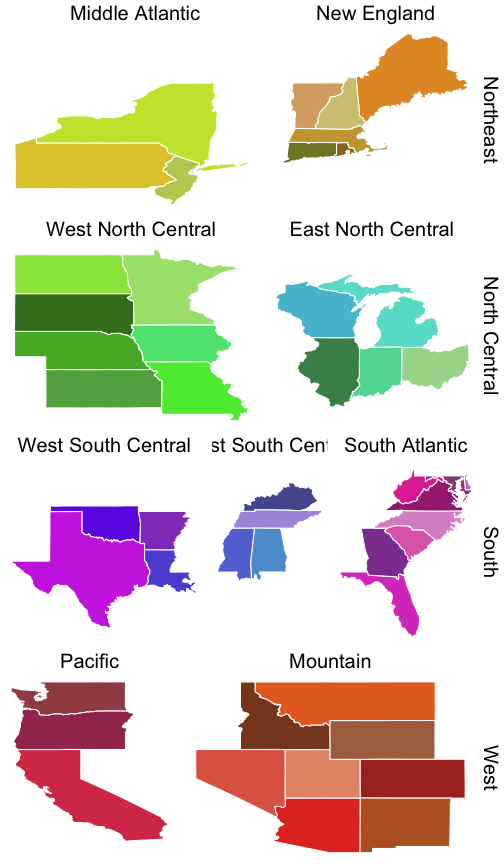 Middle Atlantic
New England
Northeast
West North Central
East North Central
North Central
West South Central
st South Cent
South Atlantic
South
Pacific
Mountain
West